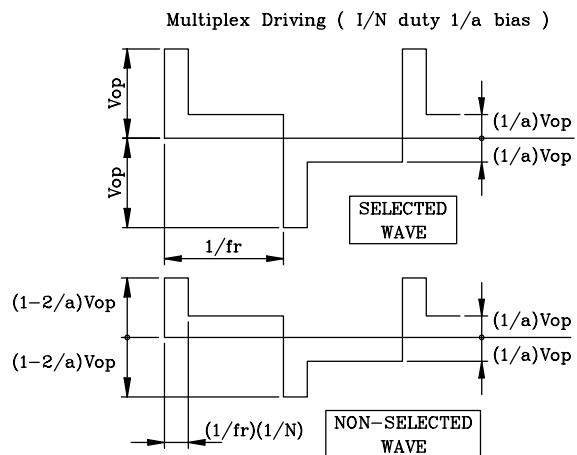 Multiplex Driving ( I/N duty 1/a bias )
Vop
Vop
(1/a)Vop
(1/a)Vop
SELECTED
WAVE
1/fr
(1-2/a)Vop
(1-2/a)Vop
(1/a)Vop
(1/a)Vop
(1/fr)(1/N)
NON-SELECTED
WAVE